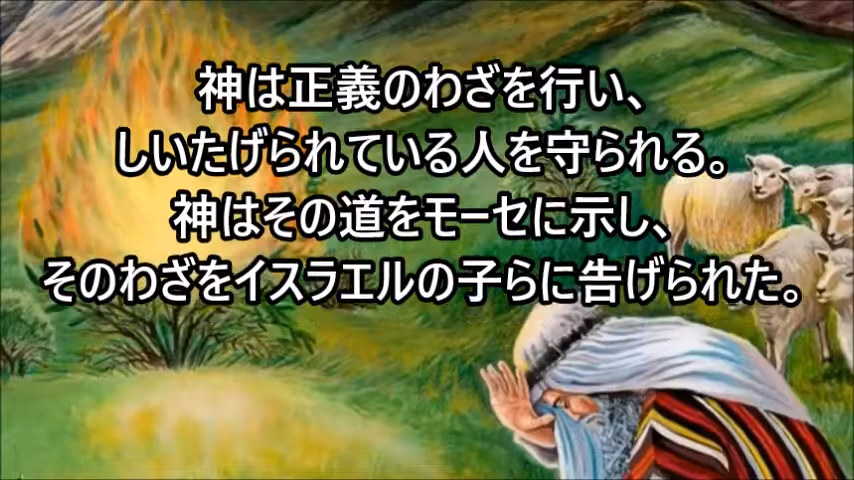 神は正義のわざを行い、
しいたげられている人を守られる。
神はその道をモーセに示し、
そのわざをイスラエルの子らに告げられた。